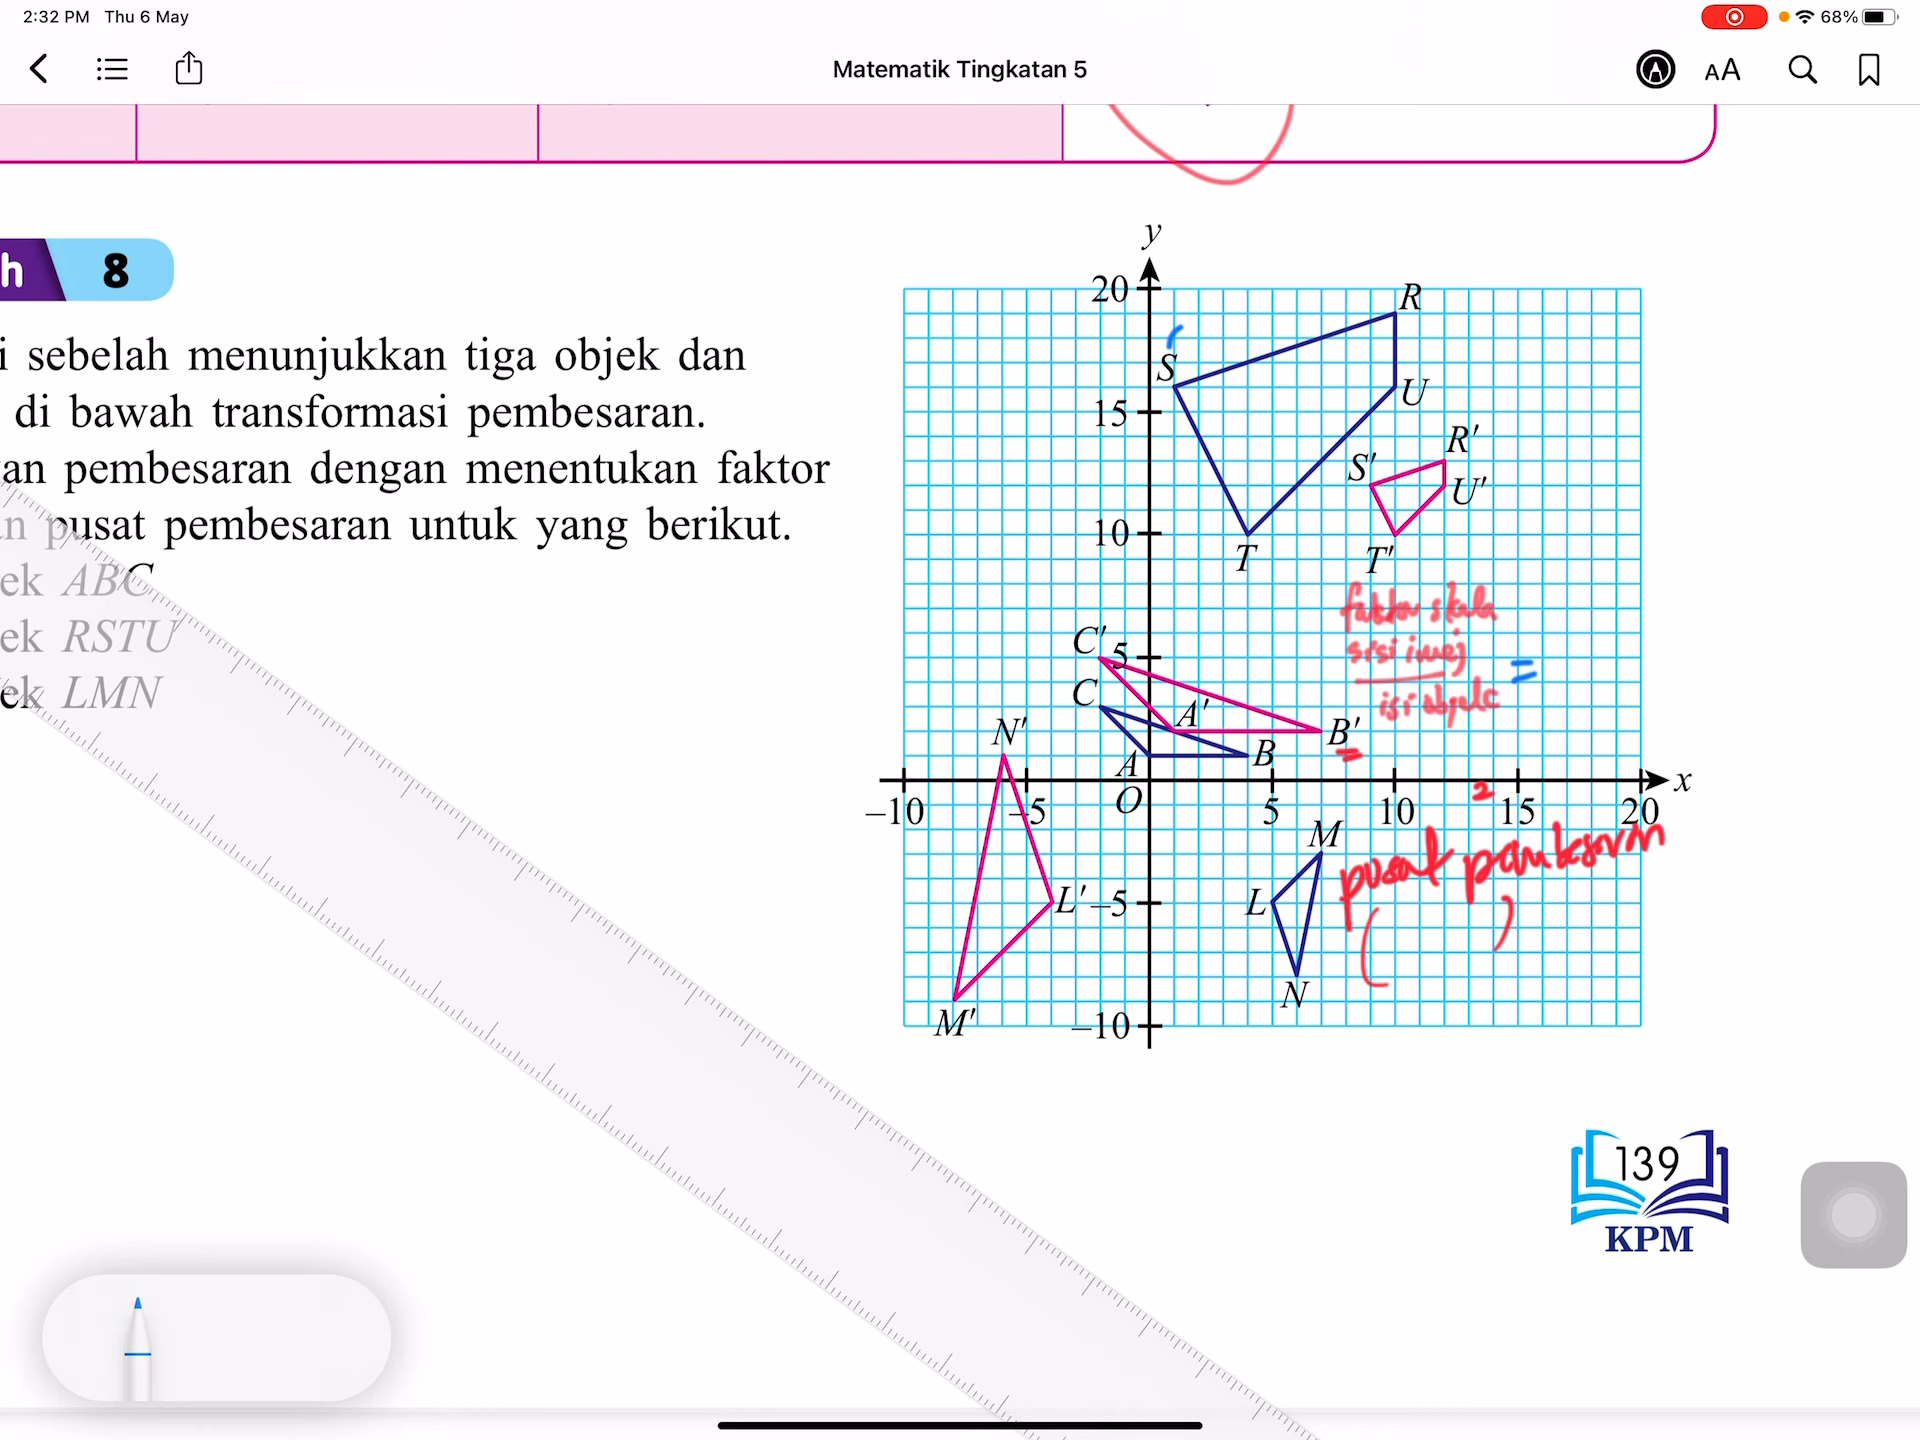 2:32 PM Thu 6 May
68%
Matematik Tingkatan 5
AA
h 8
i sebelah menunjukkan tiga objek dan
di bawah transformasi pembesaran.
an pembesaran dengan menentukan faktor
n pusat pembesaran untuk yang berikut.
ek ABC
ek RSTU
ek LMN
y
20
R
S
U
15
R'
S'
U'
10
T
T'
faktor skala
C'
5
sisi imej
=
C
isi objek
A'
N'
B'
=
B
A
x
–10
–5
O
5
10
2
15
20
M
pusat pembesaran
L'
–5
L
(
)
N
M'
–10
139
KPM